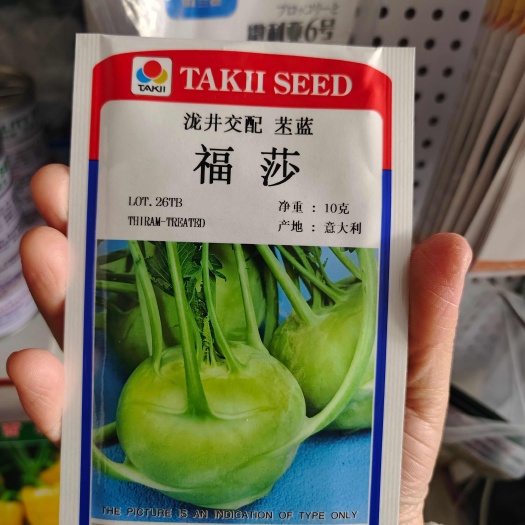 TAKII
TAKII SEED
泷井交配 苤蓝
福 莎
LOT. 26TB
净重 : 10克
THIRAM-TREATED
产地 : 意大利
THE PICTURE IS AN INDICATION OF TYPE ONLY